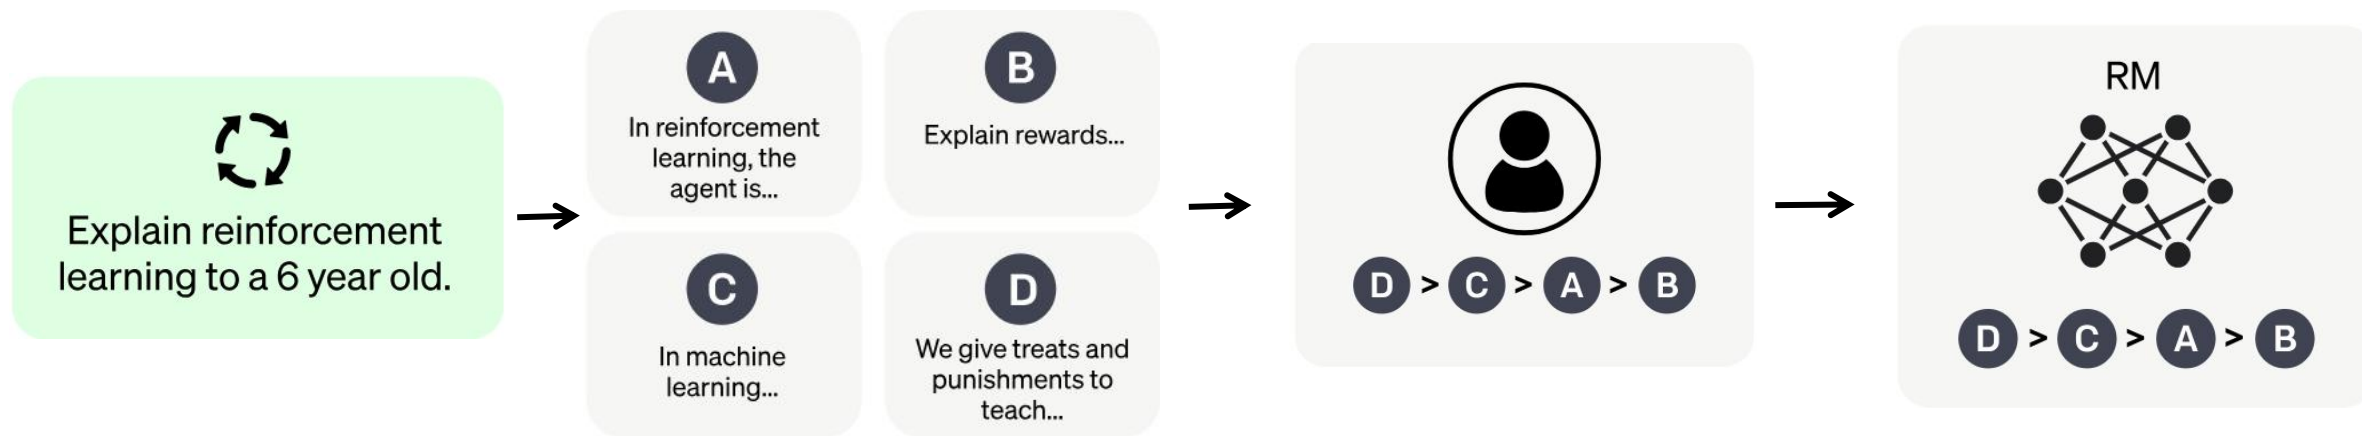 Explain reinforcement
learning to a 6 year old.
A
In reinforcement
learning, the
agent is...
B
Explain rewards...
C
In machine
learning...
D
We give treats and
punishments to
teach...
D > C > A > B
RM
D > C > A > B